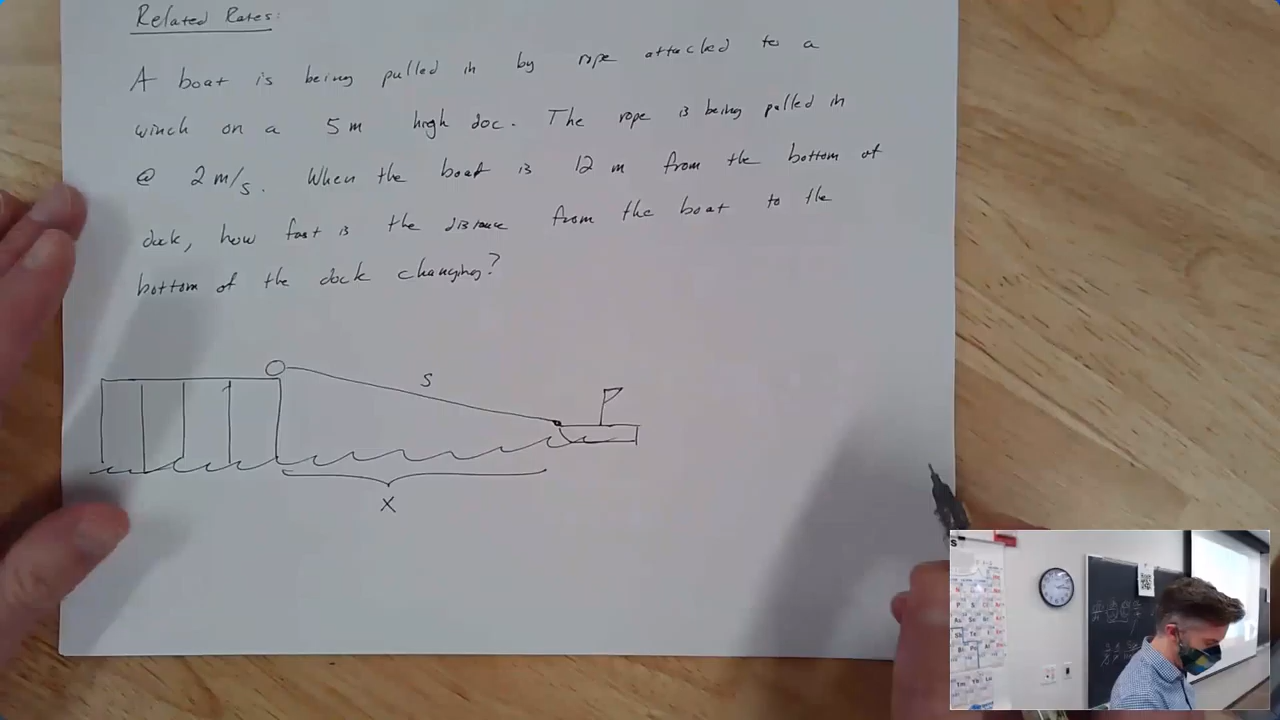 Related Rates:
A boat is being pulled in by rope attached to a
winch on a 5 m high doc. The rope is being pulled in
@ 2 m/s. When the boat is 12 m from the bottom of
dock, how fast is the distance from the boat to the
bottom of the dock changing?
s
x